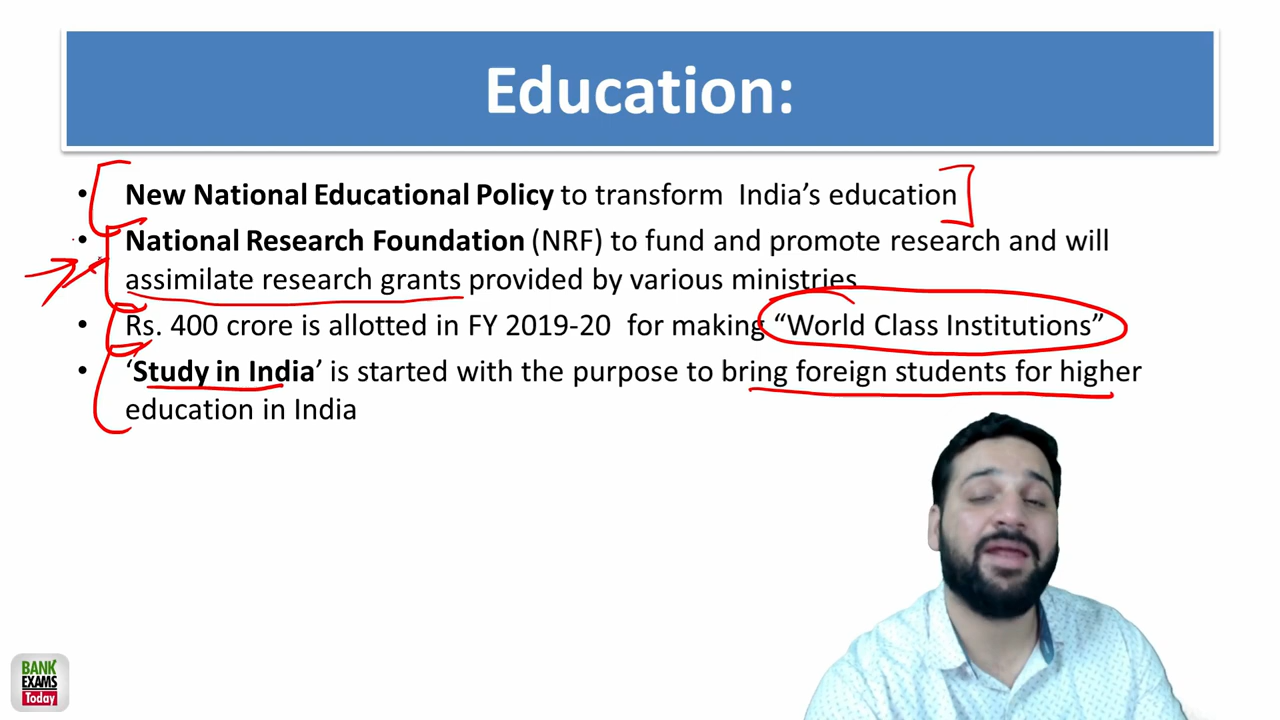 Education:
• New National Educational Policy to transform India’s education
• National Research Foundation (NRF) to fund and promote research and will
assimilate research grants provided by various ministries
• Rs. 400 crore is allotted in FY 2019-20 for making “World Class Institutions”
• ‘Study in India’ is started with the purpose to bring foreign students for higher
education in India
BANK
EXAMS
Today